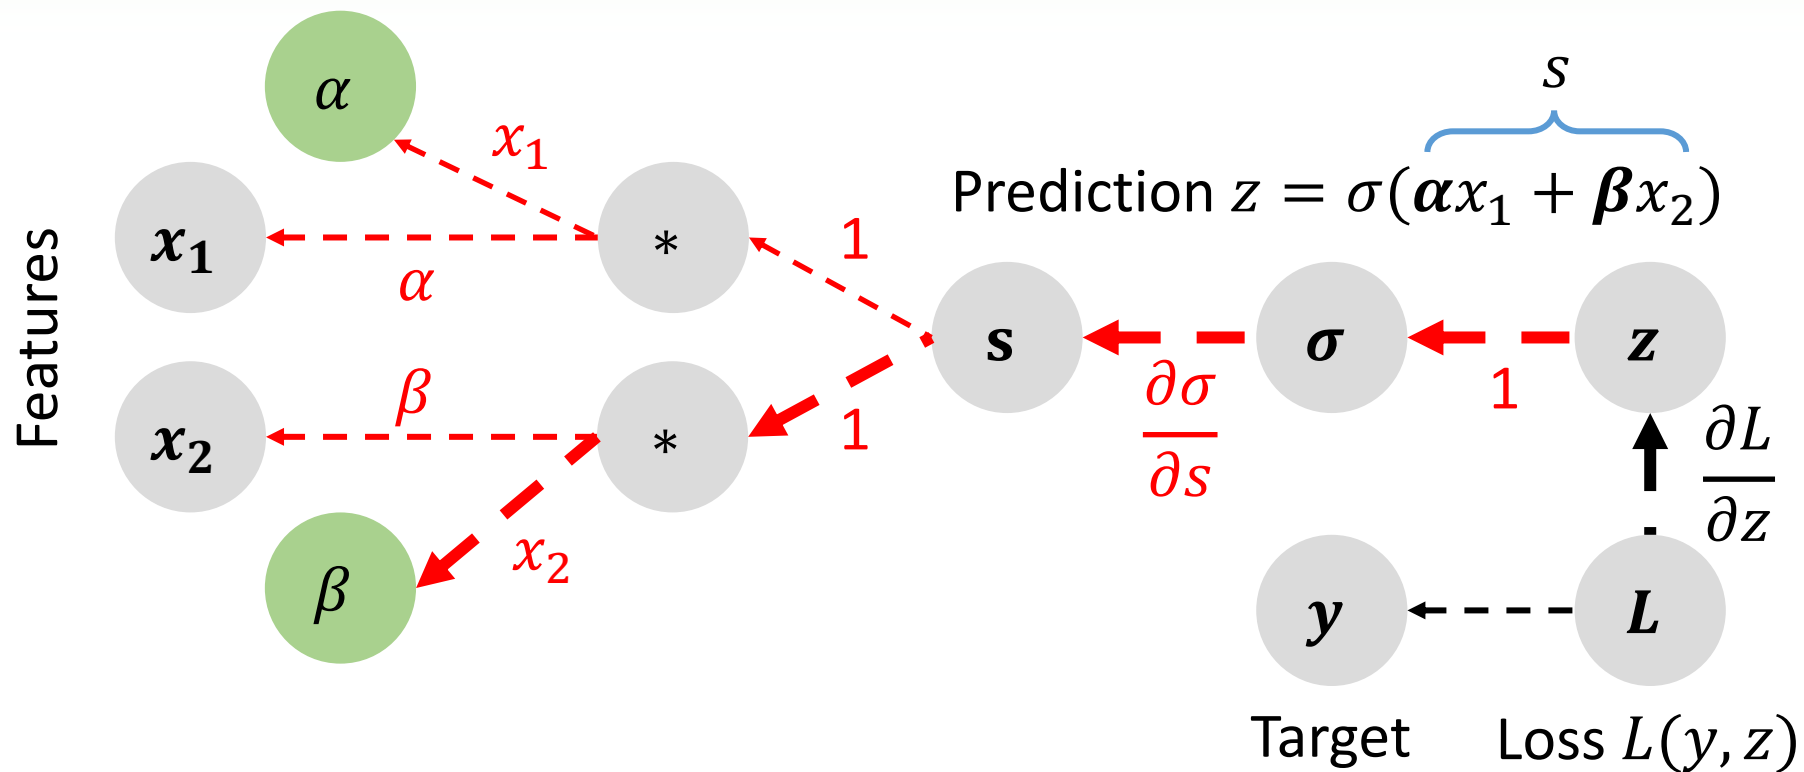 s
Prediction z = σ(αx₁ + βx₂)
Features
α
x₁
x₁
α
*
1
s
∂σ/∂s
σ
1
z
∂L/∂z
x₂
β
*
1
x₂
β
y
L
Target
Loss L(y, z)